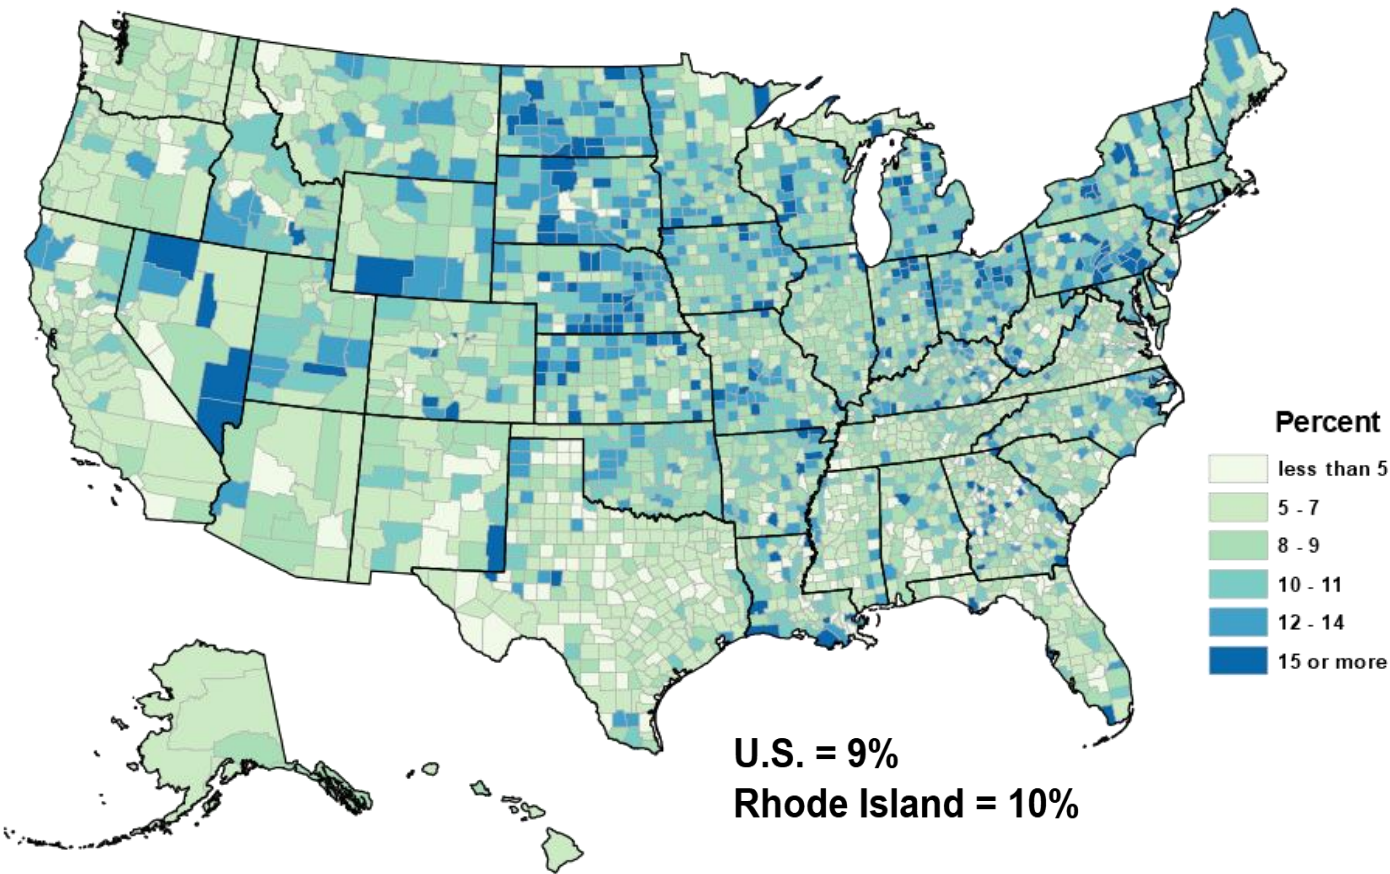 Percent
less than 5
5 - 7
8 - 9
10 - 11
12 - 14
15 or more
U.S. = 9%
Rhode Island = 10%